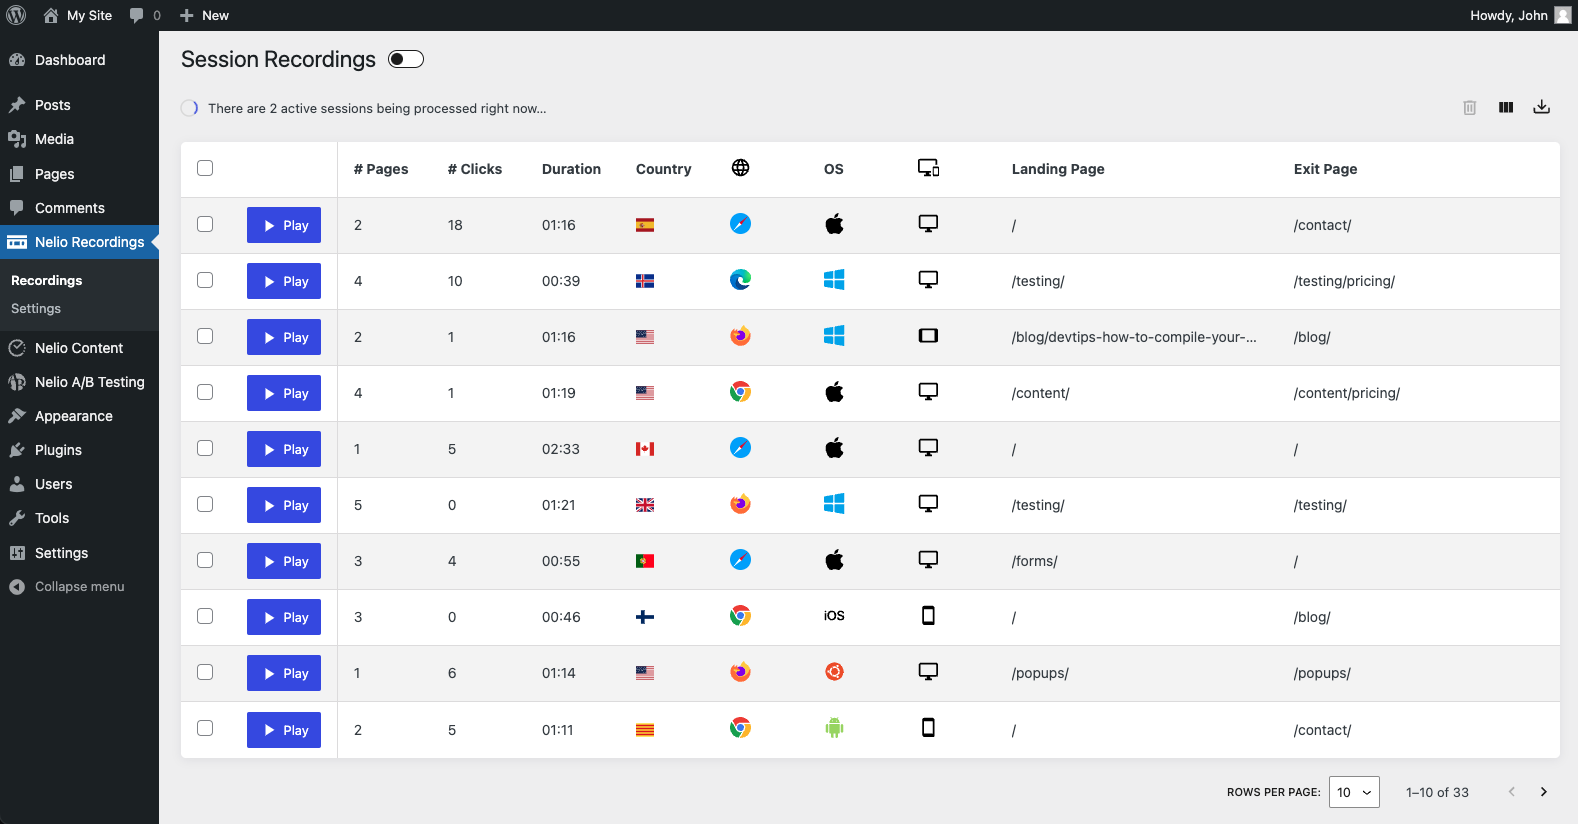 My Site 0 New Howdy, John
Dashboard
Posts
Media
Pages
Comments
Nelio Recordings
Recordings
Settings
Nelio Content
Nelio A/B Testing
Appearance
Plugins
Users
Tools
Settings
Collapse menu
Session Recordings
There are 2 active sessions being processed right now...
# Pages # Clicks Duration Country OS Landing Page Exit Page
Play 2 18 01:16 / /contact/
Play 4 10 00:39 /testing/ /testing/pricing/
Play 2 1 01:16 /blog/devtips-how-to-compile-your-... /blog/
Play 4 1 01:19 /content/ /content/pricing/
Play 1 5 02:33 / /
Play 5 0 01:21 /testing/ /testing/
Play 3 4 00:55 /forms/ /
Play 3 0 00:46 iOS / /blog/
Play 1 6 01:14 /popups/ /popups/
Play 2 5 01:11 / /contact/
ROWS PER PAGE: 10 1–10 of 33